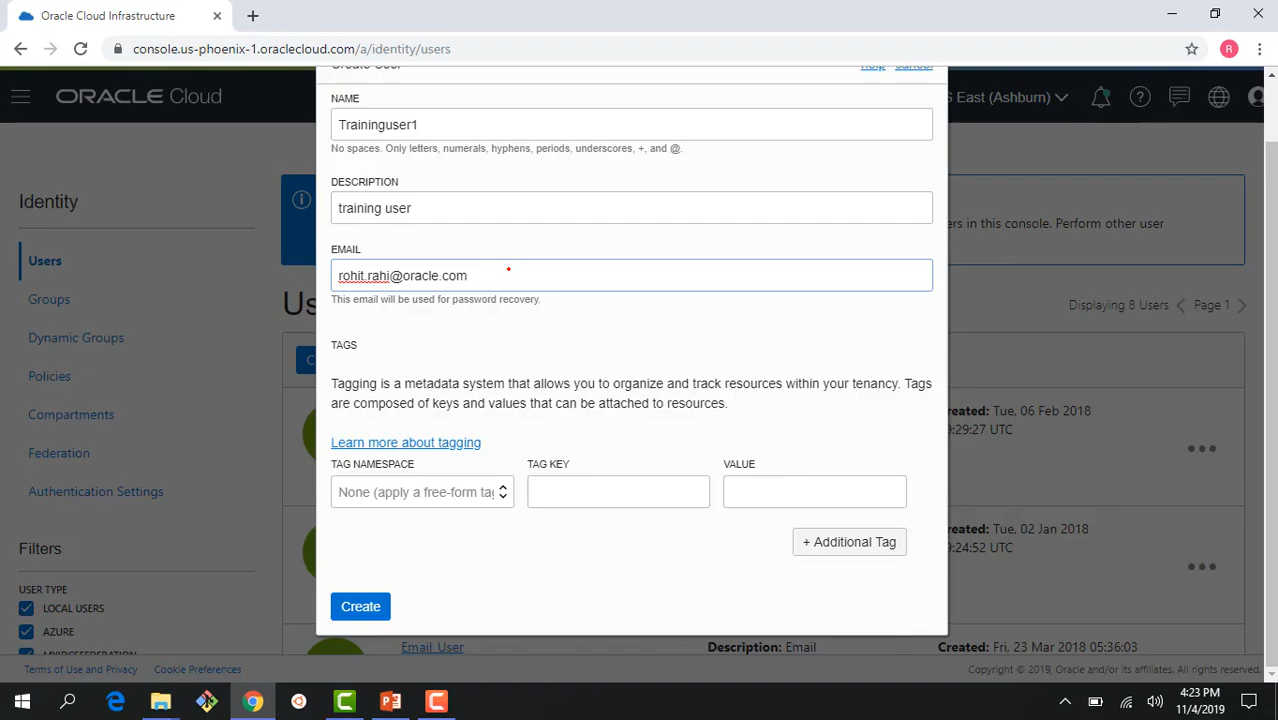 Oracle Cloud Infrastructure
console.us-phoenix-1.oraclecloud.com/a/identity/users
R
Create User
help
cancel
ORACLE Cloud
S East (Ashburn)
NAME
Traininguser1
No spaces. Only letters, numerals, hyphens, periods, underscores, +, and @.
DESCRIPTION
training user
EMAIL
rohit.rahi@oracle.com
This email will be used for password recovery.
TAGS
Tagging is a metadata system that allows you to organize and track resources within your tenancy. Tags
are composed of keys and values that can be attached to resources.
Learn more about tagging
TAG NAMESPACE
TAG KEY
VALUE
None (apply a free-form tag
+ Additional Tag
Create
Identity
Users
Groups
Dynamic Groups
Policies
Compartments
Federation
Authentication Settings
Filters
USER TYPE
LOCAL USERS
AZURE
ers in this console. Perform other user
Us
Displaying 8 Users
Page 1
C
Created: Tue, 06 Feb 2018
9:29:27 UTC
Created: Tue, 02 Jan 2018
9:24:52 UTC
Email_User
Description: Email
Created: Fri, 23 Mar 2018 05:36:03
Terms of Use and Privacy
Cookie Preferences
Copyright © 2019, Oracle and/or its affiliates. All rights reserved.
4:23 PM
11/4/2019